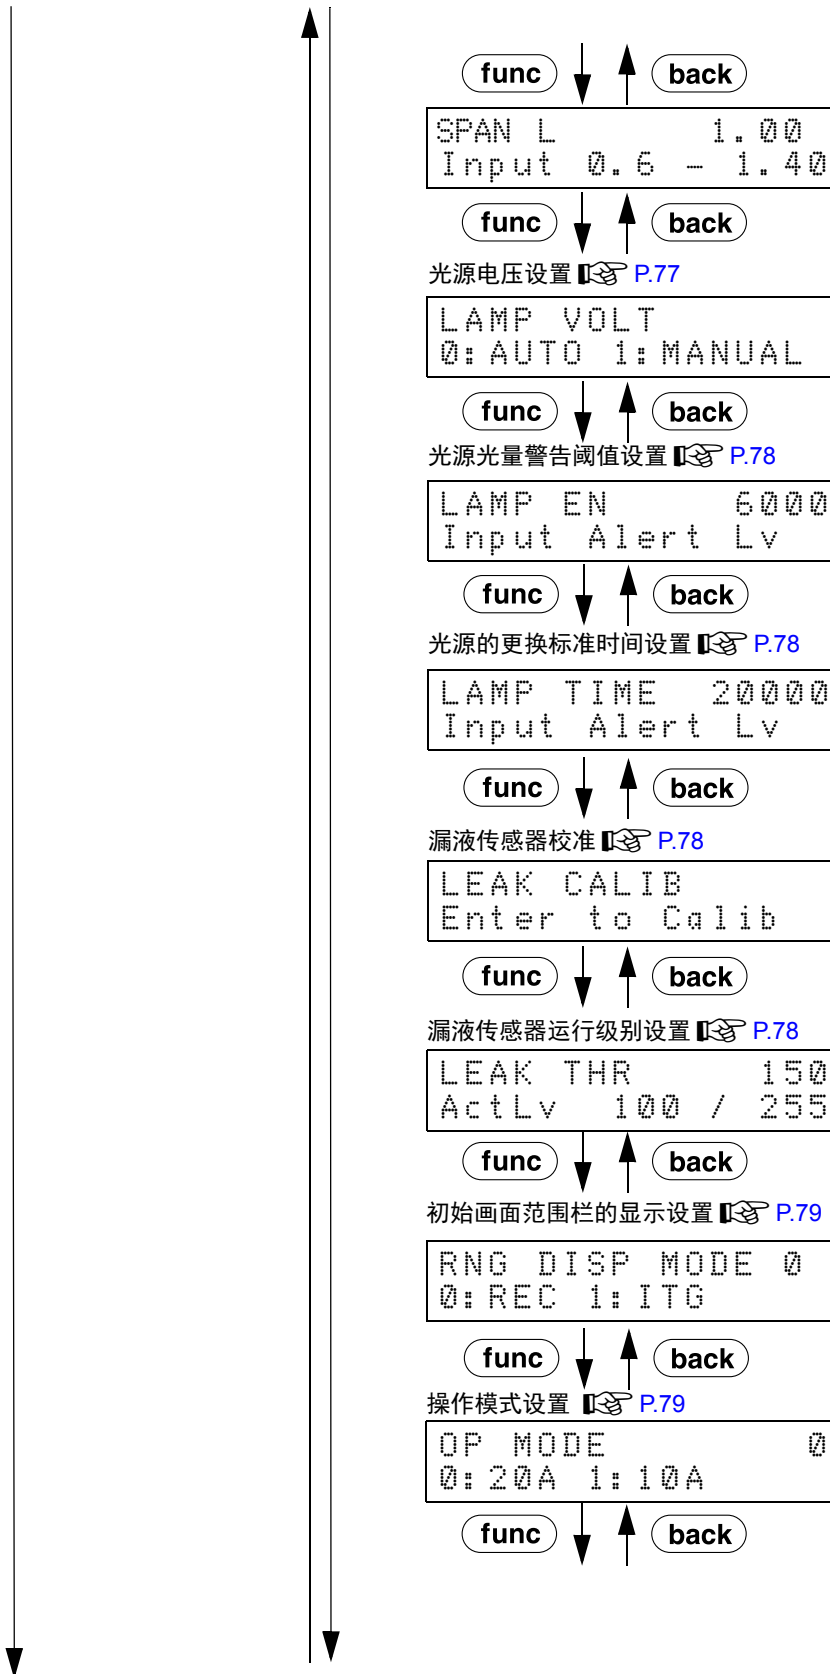 func back
SPAN L 1.00
Input 0.6 - 1.40
func back
光源电压设置 P.77
LAMP VOLT
0:AUTO 1:MANUAL
func back
光源光量警告阈值设置 P.78
LAMP EN 6000
Input Alert Lv
func back
光源的更换标准时间设置 P.78
LAMP TIME 20000
Input Alert Lv
func back
漏液传感器校准 P.78
LEAK CALIB
Enter to Calib
func back
漏液传感器运行级别设置 P.78
LEAK THR 150
ActLv 100 / 255
func back
初始画面范围栏的显示设置 P.79
RNG DISP MODE 0
0:REC 1:ITG
func back
操作模式设置 P.79
OP MODE 0
0:20A 1:10A
func back